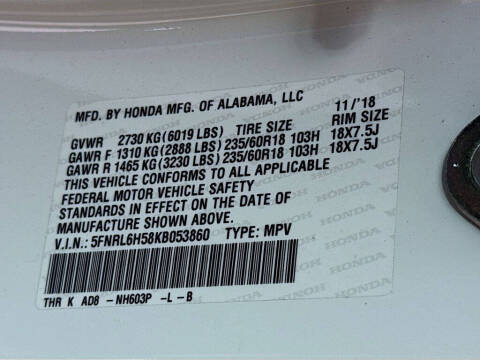 MFD. BY HONDA MFG. OF ALABAMA, LLC 11/'18
GVWR 2730 KG (6019 LBS) TIRE SIZE RIM SIZE
GAWR F 1310 KG (2888 LBS) 235/60R18 103H 18X7.5J
GAWR R 1465 KG (3230 LBS) 235/60R18 103H 18X7.5J
THIS VEHICLE CONFORMS TO ALL APPLICABLE
FEDERAL MOTOR VEHICLE SAFETY
STANDARDS IN EFFECT ON THE DATE OF
MANUFACTURE SHOWN ABOVE.
V.I.N.: 5FNRL6H58KB053860 TYPE: MPV
THR K AD8 -NH603P -L -B